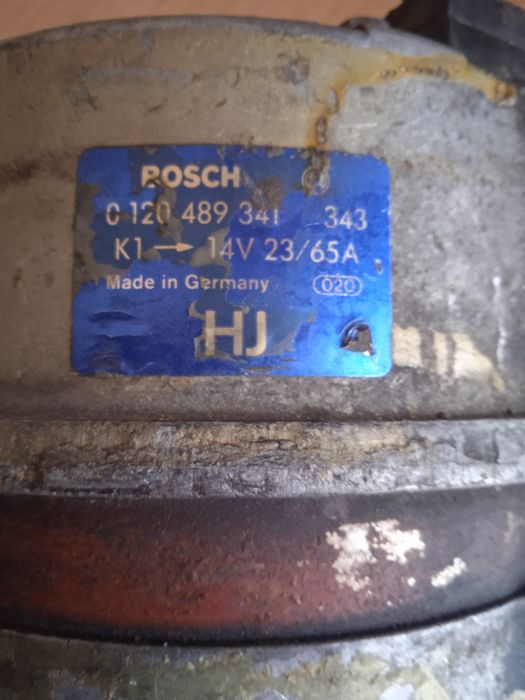 BOSCH
0 120 489 341 343
K1 → 14V 23/65A
Made in Germany 020
HJ